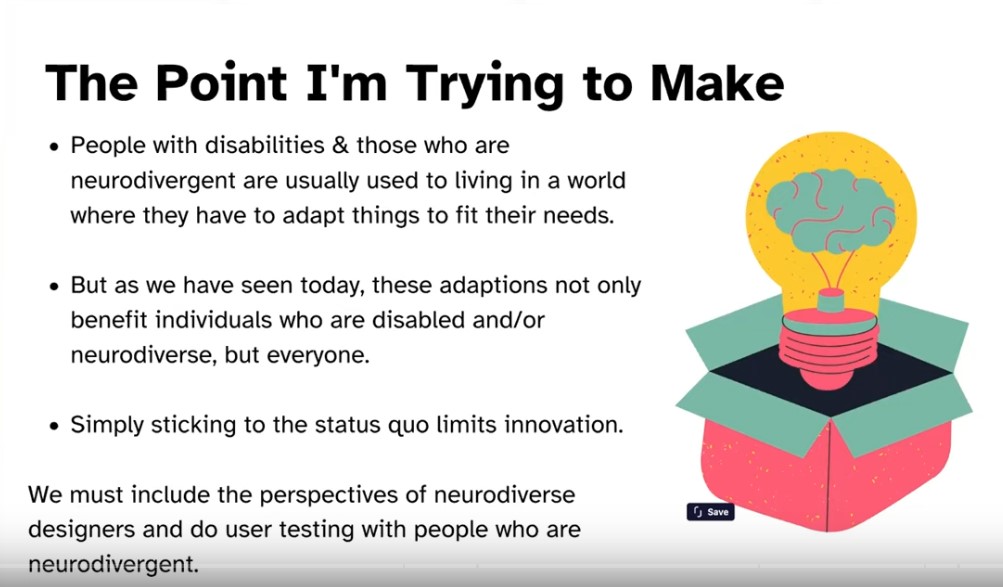 The Point I'm Trying to Make
• People with disabilities & those who are
neurodivergent are usually used to living in a world
where they have to adapt things to fit their needs.
• But as we have seen today, these adaptions not only
benefit individuals who are disabled and/or
neurodiverse, but everyone.
• Simply sticking to the status quo limits innovation.
We must include the perspectives of neurodiverse
designers and do user testing with people who are
neurodivergent.
Save